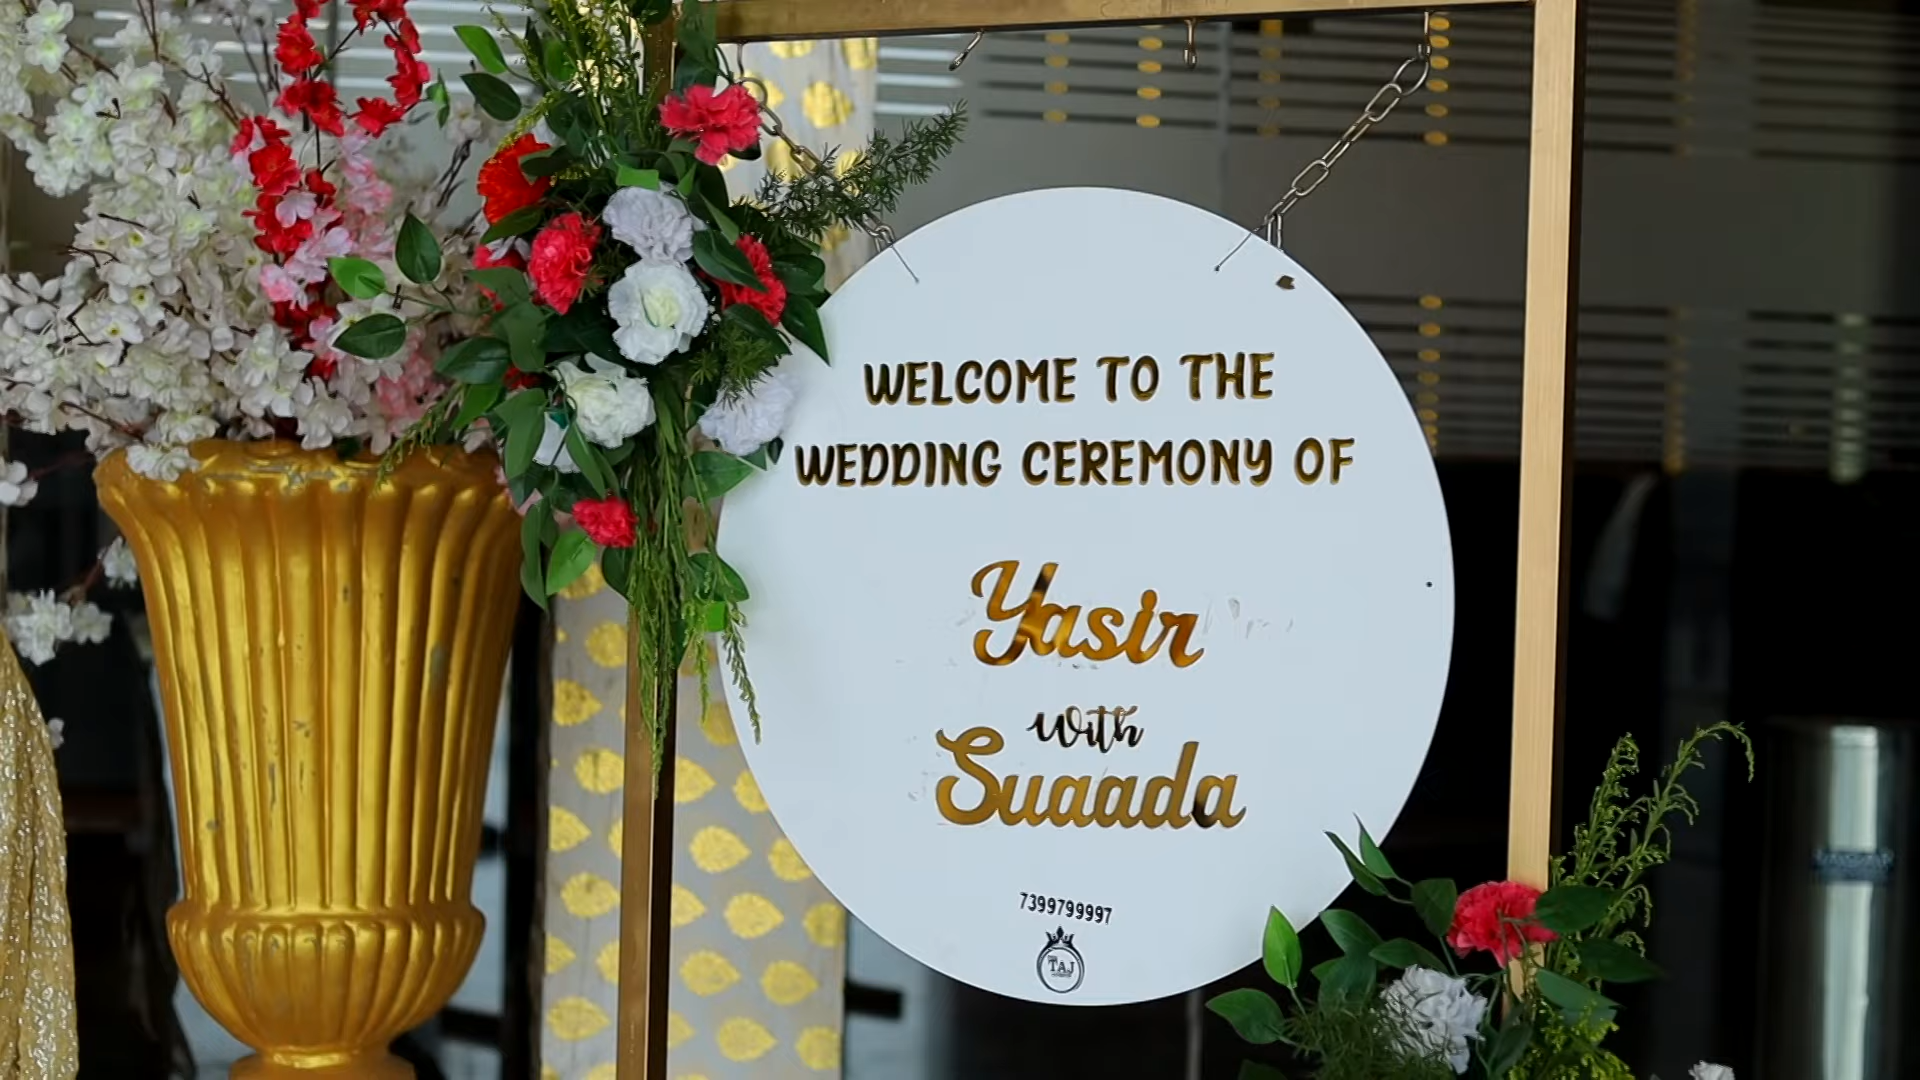 WELCOME TO THE
WEDDING CEREMONY OF
Yasir
with
Suaada
7399799997
TAJ